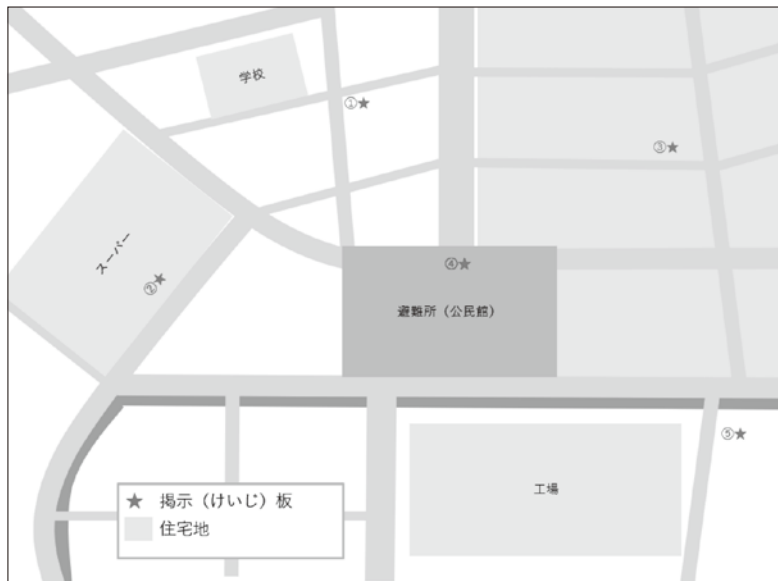 学校
①★
③★
スーパー
②★
④★
避難所（公民館）
⑤★
工場
★ 掲示（けいじ）板
住宅地